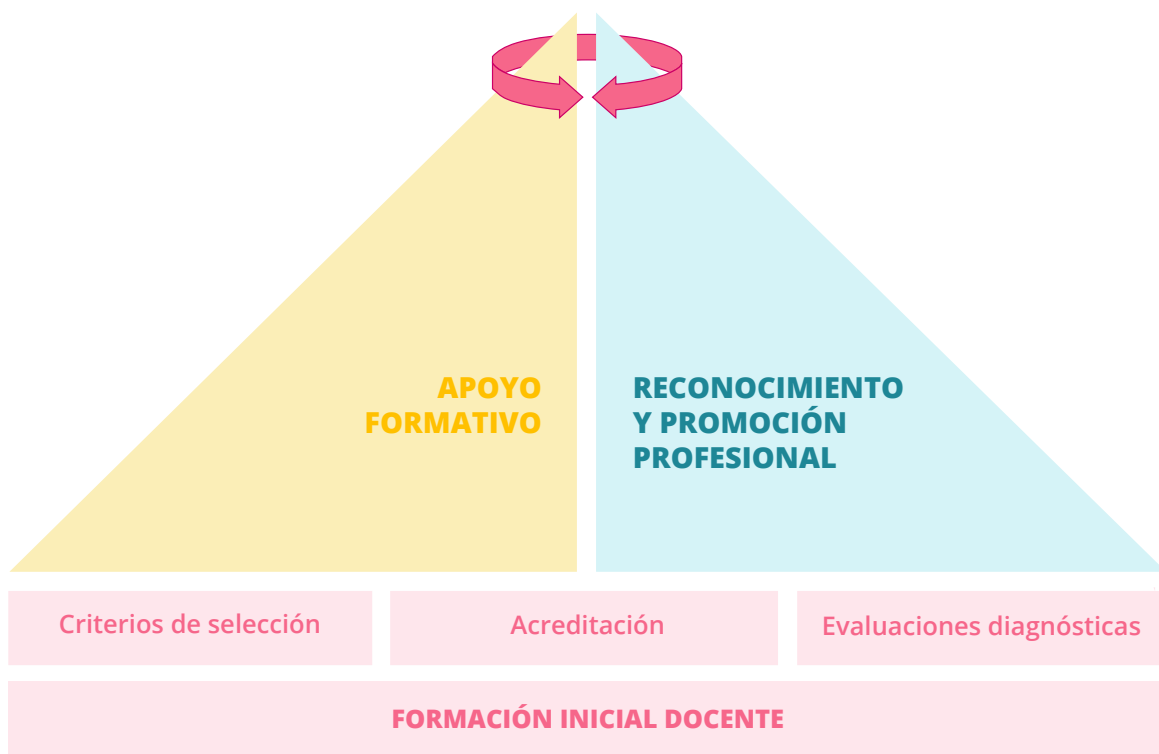 APOYO
FORMATIVO
RECONOCIMIENTO
Y PROMOCIÓN
PROFESIONAL
Criterios de selección
Acreditación
Evaluaciones diagnósticas
FORMACIÓN INICIAL DOCENTE